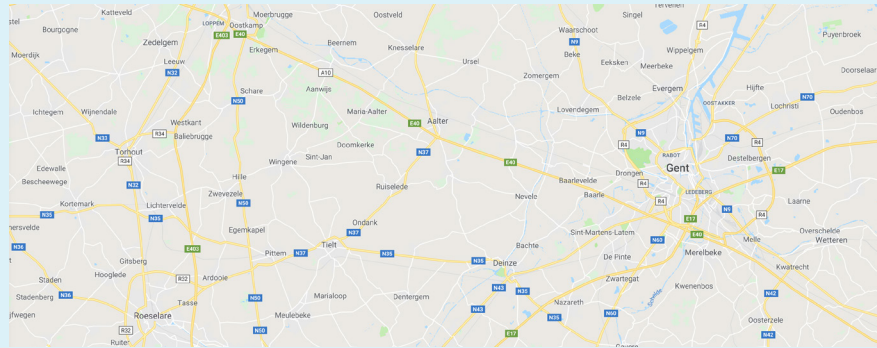 Katteveld
Moerbrugge
Oostveld
Singel
Tervenen
R4
Bourgogne
LOPPEM
Oostkamp
Waarschoot
Puyenbroek
E403
E40
N9
Zedelgem
Beernem
Knesselare
Beke
Wippelgem
Moerdijk
Erkegem
Leeuw
Ursel
Eeksken
Meerbeke
N32
A10
Zomergem
Doorselaar
Schare
Aanwijs
Evergem
Hijfte
N50
Belzele
OOSTAKKER
N70
Ichtegem
Wijnendale
Maria-Aalter
Lovendegem
Lochristi
Westkant
Aalter
Oudenbos
Wildenburg
E40
R34
Baliebrugge
N9
N33
N70
R4
Doomkerke
R4
Torhout
N37
RABOT
R34
Wingene
Sint-Jan
E40
Destelbergen
Edewalle
Gent
E17
Hille
Baarlevelde
Drongen
Bescheewege
N32
Ruiselede
R4
Zwevezele
Baarle
LEDEBERG
Nevele
R4
Laarne
Kortemark
Lichtervelde
N50
N5
N35
N35
Ondank
E17
R4
Egemkapel
Sint-Martens-Latem
Overschelde
N37
E40
N36
E403
Tielt
Bachte
N60
Melle
Wetteren
Pittem
N37
N35
Merelbeke
Gitsberg
N35
Deinze
De Pinte
Kwatrecht
Hooglede
R32
Ardooie
Staden
Zwartegat
N43
N35
Kwenenbos
N42
Stadenberg
N36
N50
Marialoop
Dentergem
Tasse
Nazareth
Schelde
N43
N35
N60
Roeselare
Meulebeke
Oosterzele
R32
N50
E17
N42
Ruiter